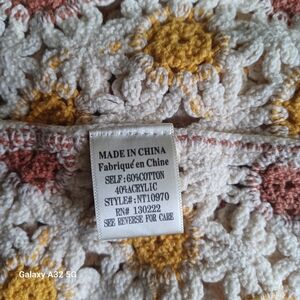 MADE IN CHINA
Fabriqué en Chine
SELF:60%COTTON
40%ACRYLIC
STYLE#:NT10970
RN# 130222
SEE REVERSE FOR CARE
Galaxy A32 5G